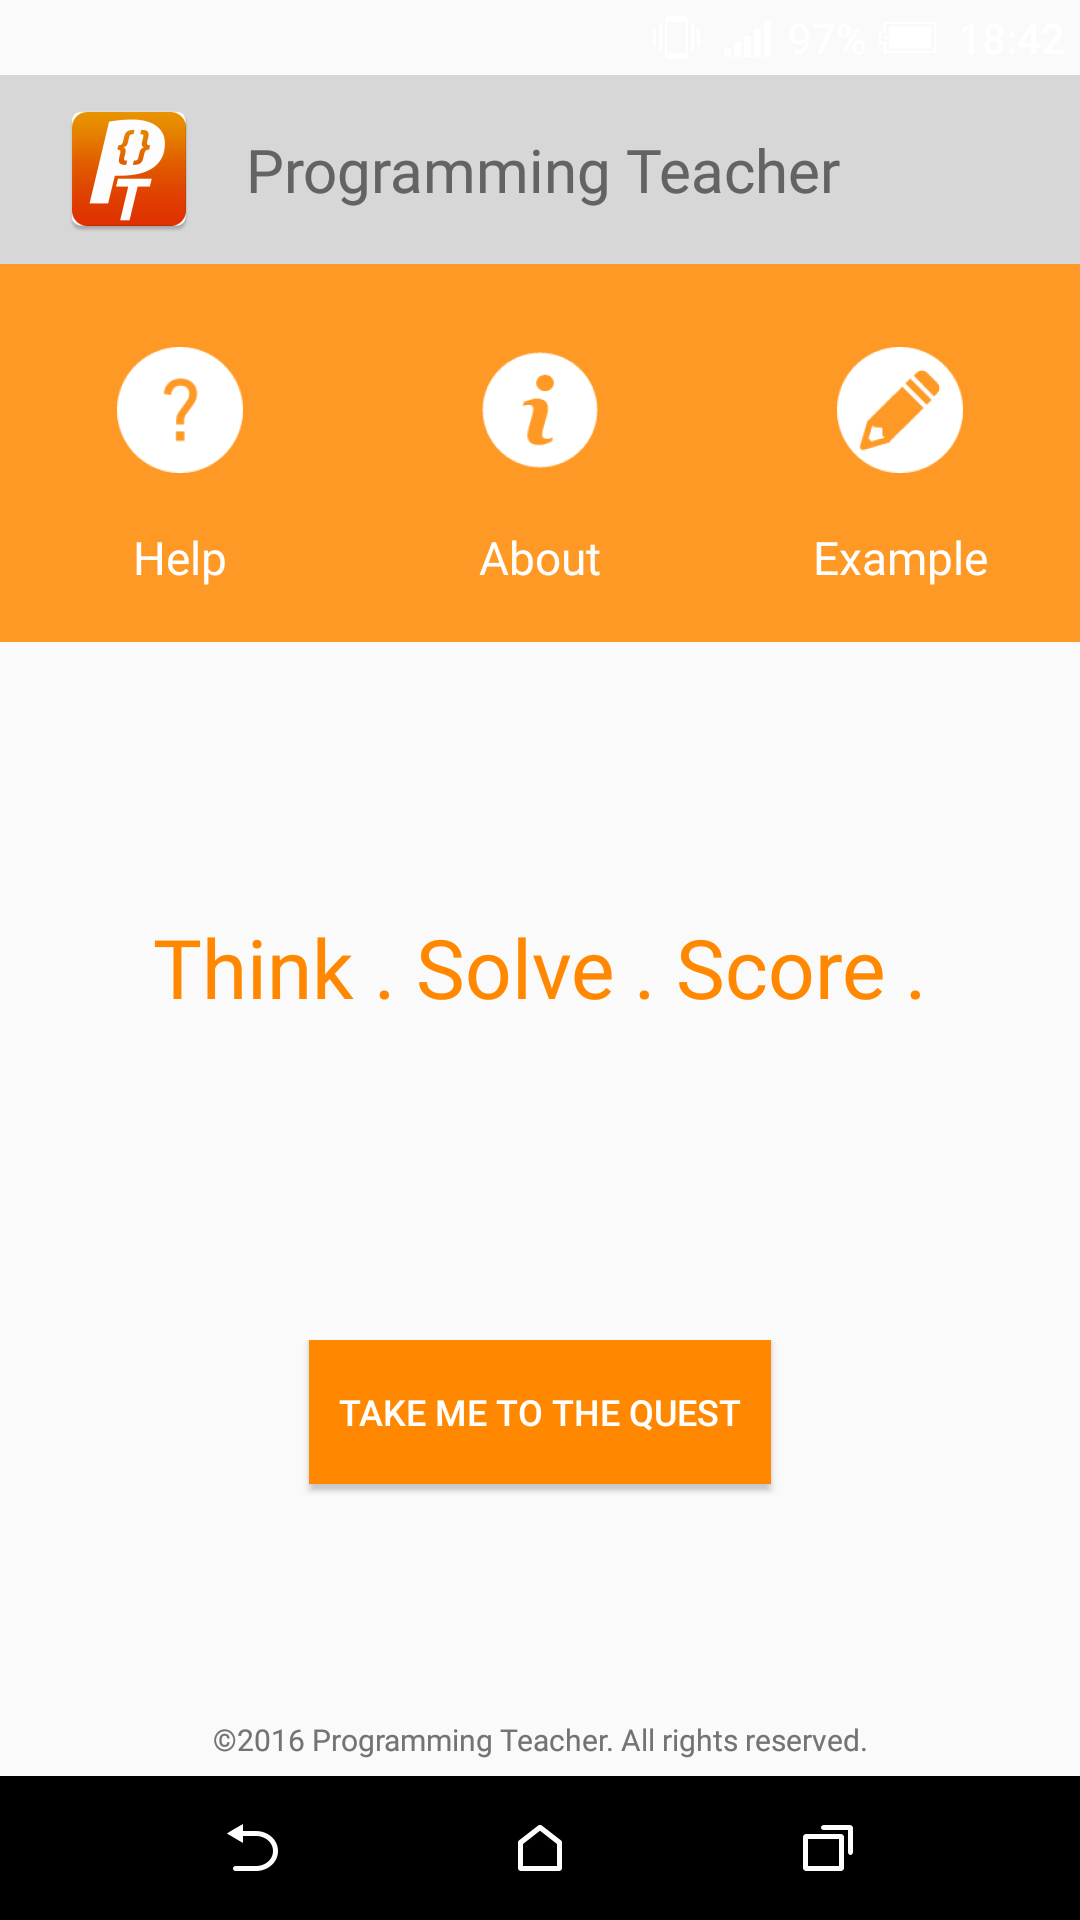 97% 18:42
P{}T Programming Teacher
? i
Help About Example
Think . Solve . Score .
TAKE ME TO THE QUEST
©2016 Programming Teacher. All rights reserved.